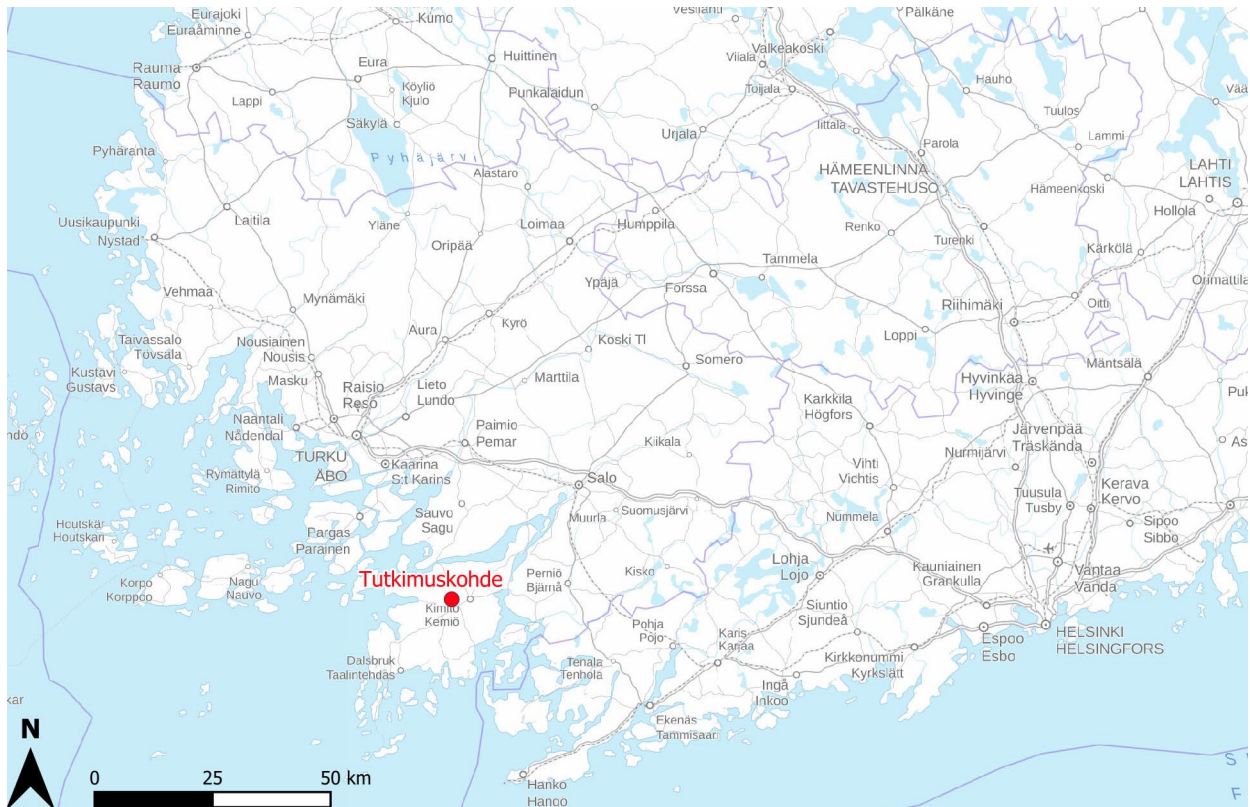 Eurajoki
Euraåminne
Kumo
Vesilahti
Pälkäne
Rauma
Raumo
Eura
Huittinen
Viiala
Valkeakoski
Lappi
Köyliö
Kjulo
Punkalaidun
Toijala
Hauho
Säkylä
Urjala
Iittala
Tuulos
Lammi
Pyhäranta
Pyhäjärvi
Parola
Alastaro
HÄMEENLINNA
TAVASTEHUS
Hämeenkoski
LAHTI
LAHTIS
Uusikaupunki
Nystad
Laitila
Yläne
Oripää
Loimaa
Humppila
Renko
Turenki
Hollola
Kärkölä
Vehmaa
Mynämäki
Ypäjä
Forssa
Tammela
Riihimäki
Oitti
Orimattila
Aura
Kyrö
Loppi
Taivassalo
Tövsala
Nousiainen
Nousis
Koski Tl
Somero
Mäntsälä
Kustavi
Gustavs
Masku
Raisio
Reso
Lieto
Lundo
Marttila
Karkkila
Högfors
Hyvinkää
Hyvinge
Naantali
Nådendal
Paimio
Pemar
Kiikala
Järvenpää
Träskända
Nurmijärvi
TURKU
ÅBO
Kaarina
S:t Karins
Rymättylä
Rimito
Salo
Vihti
Vichtis
Kerava
Kervo
Tuusula
Tusby
Sipoo
Sibbo
Sauvo
Sagu
Muurla
Suomusjärvi
Nummela
Houtskär
Houtskari
Pargas
Parainen
Lohja
Lojo
Kauniainen
Grankulla
Vantaa
Vanda
Korpo
Korppoo
Nagu
Nauvo
Tutkimuskohde
Kimito
Kemiö
Perniö
Bjärnå
Kisko
Siuntio
Sjundeå
Espoo
Esbo
HELSINKI
HELSINGFORS
Pohja
Pojo
Karis
Karjaa
Kirkkonummi
Kyrkslätt
Dalsbruk
Taalintehdas
Tenala
Tenhola
Ingå
Inkoo
Ekenäs
Tammisaari
Hanko
Hangö
N
0 25 50 km